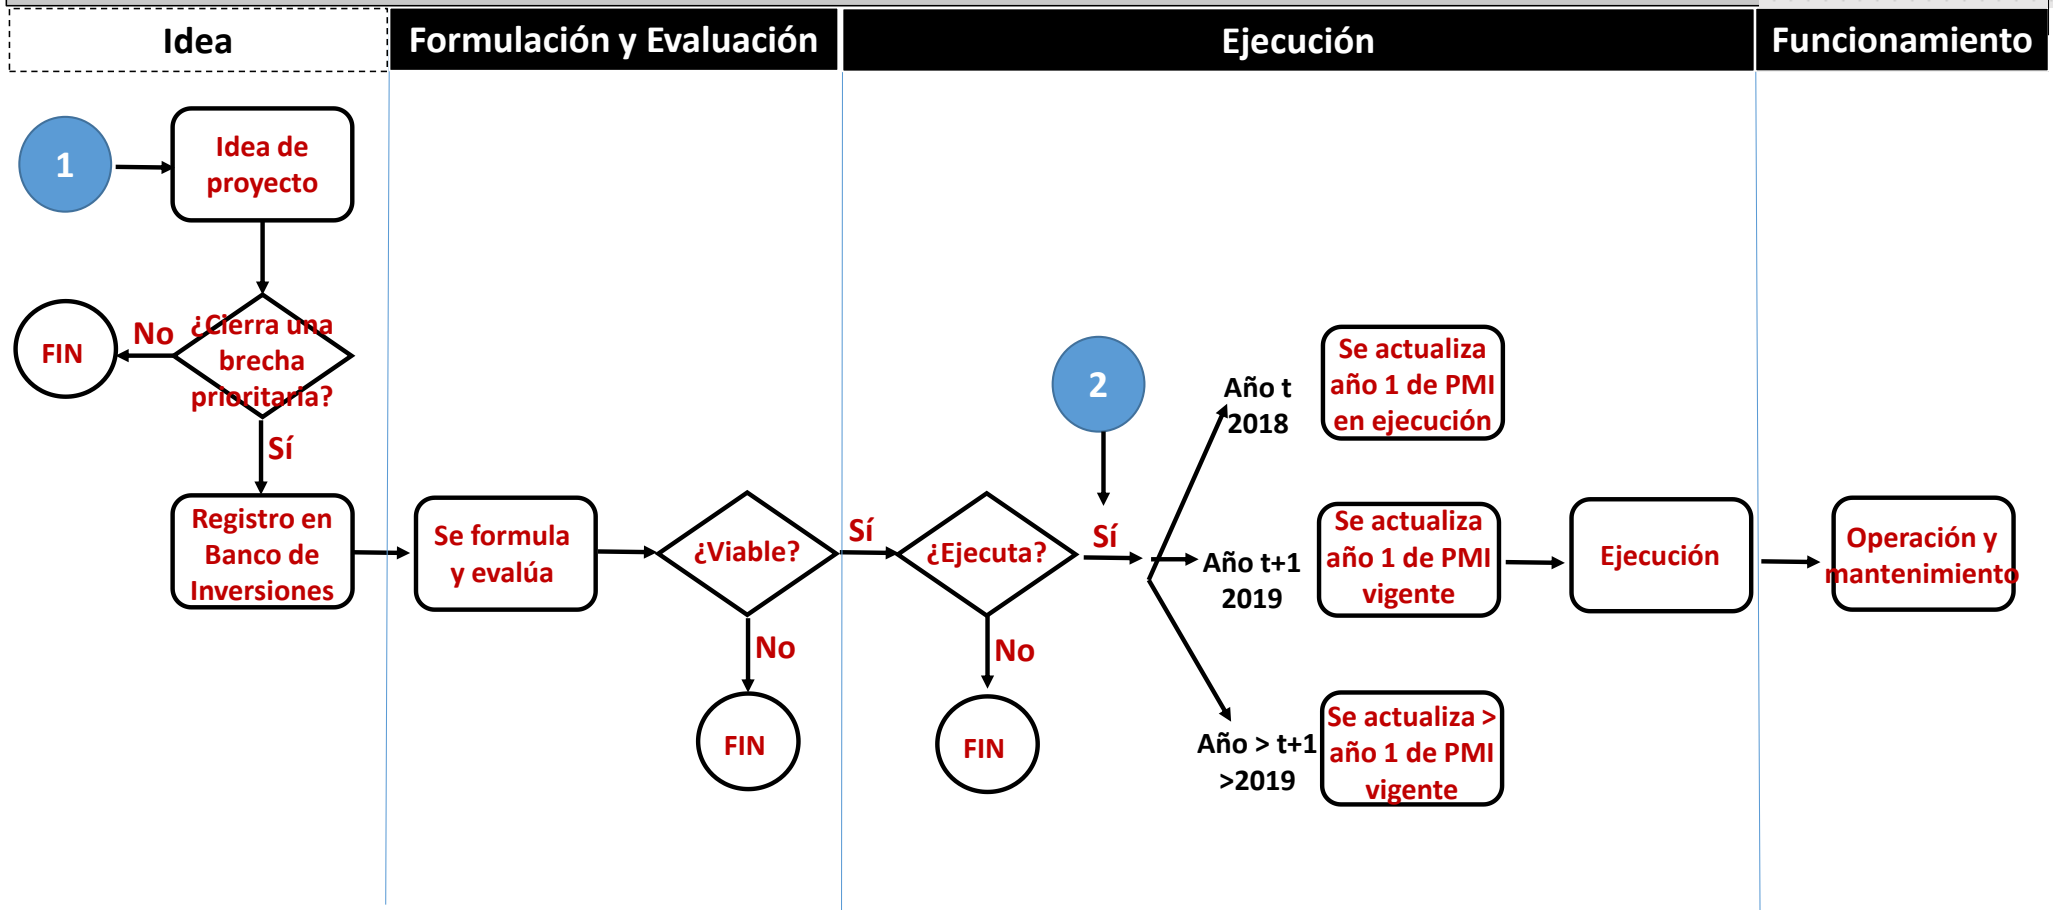 Idea
Formulación y Evaluación
Ejecución
Funcionamiento
1
Idea de
proyecto
¿Cierra una
brecha
prioritaria?
No
FIN
Sí
Registro en
Banco de
Inversiones
Se formula
y evalúa
¿Viable?
No
FIN
Sí
¿Ejecuta?
No
FIN
2
Sí
Año t
2018
Se actualiza
año 1 de PMI
en ejecución
Año t+1
2019
Se actualiza
año 1 de PMI
vigente
Año > t+1
>2019
Se actualiza >
año 1 de PMI
vigente
Ejecución
Operación y
mantenimiento